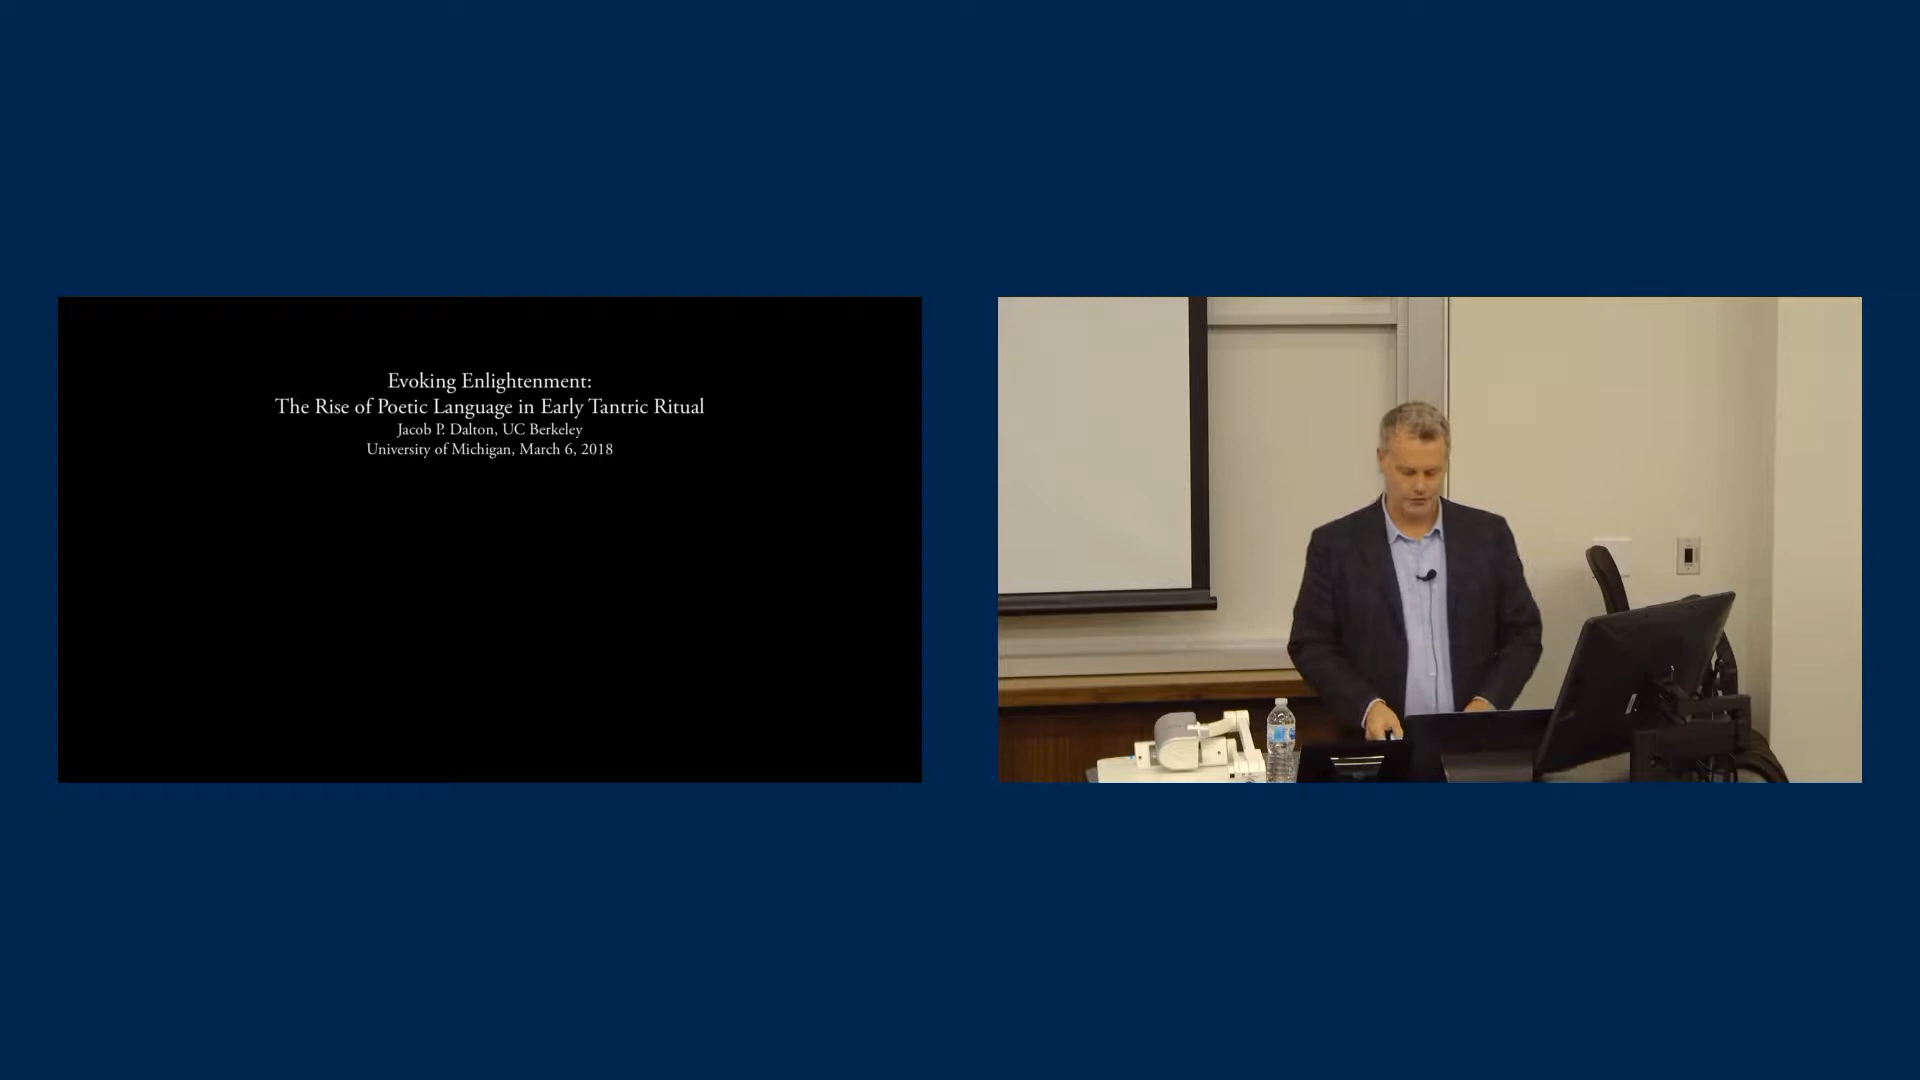 Evoking Enlightenment:
The Rise of Poetic Language in Early Tantric Ritual
Jacob P. Dalton, UC Berkeley
University of Michigan, March 6, 2018